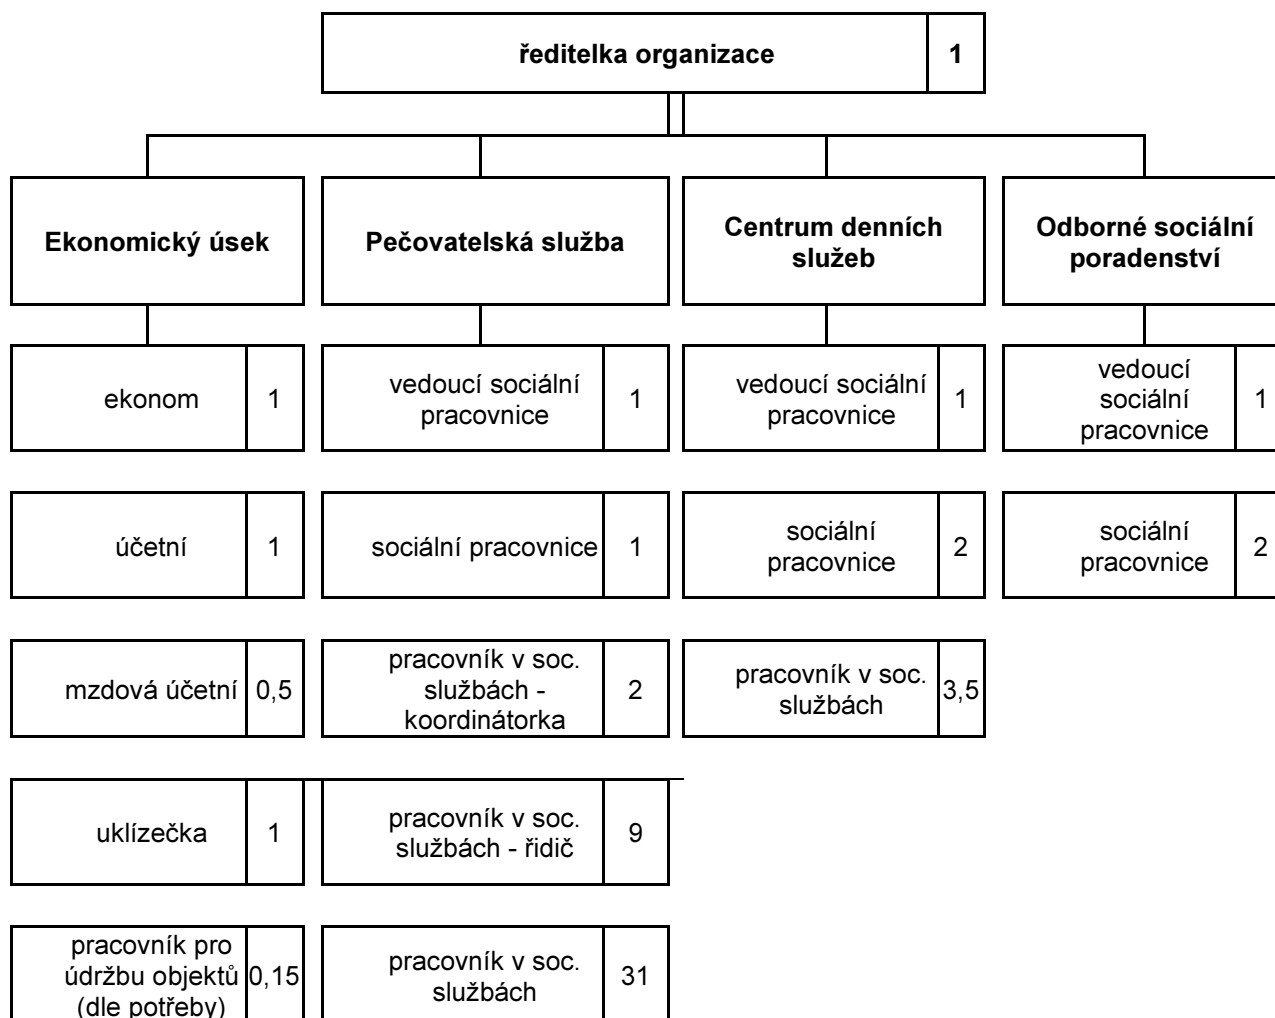 ředitelka organizace 1
Ekonomický úsek
Pečovatelská služba
Centrum denních
služeb
Odborné sociální
poradenství
ekonom 1
vedoucí sociální
pracovnice 1
vedoucí sociální
pracovnice 1
vedoucí
sociální
pracovnice 1
účetní 1
sociální pracovnice 1
sociální
pracovnice 2
sociální
pracovnice 2
mzdová účetní 0,5
pracovník v soc.
službách -
koordinátorka 2
pracovník v soc.
službách 3,5
uklízečka 1
pracovník v soc.
službách - řidič 9
pracovník pro
údržbu objektů 0,15
(dle potřeby)
pracovník v soc.
službách 31